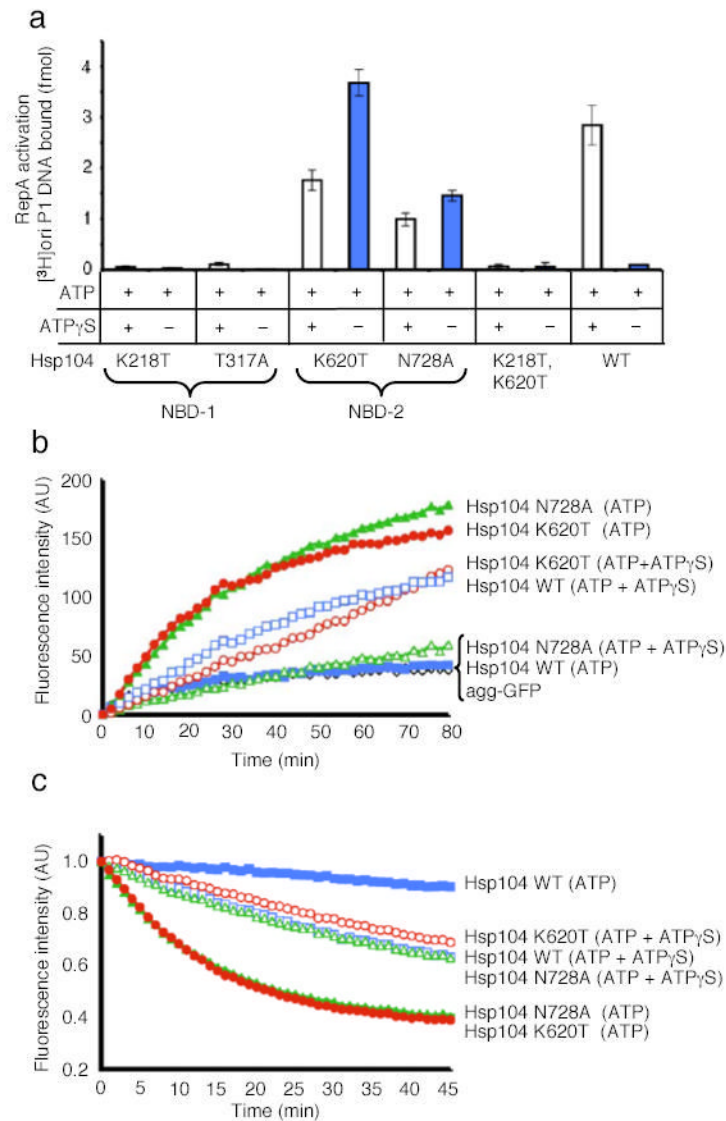 a
RepA activation
[³H]ori P1 DNA bound (fmol)
4
3
2
1
0
ATP + + + + + + + + + + + +
ATPγS + − + − + − + − + − + −
Hsp104 K218T T317A K620T N728A K218T, K620T WT
NBD-1 NBD-2
b
Fluorescence intensity (AU)
200
150
100
50
0
0 10 20 30 40 50 60 70 80
Time (min)
Hsp104 N728A (ATP)
Hsp104 K620T (ATP)
Hsp104 K620T (ATP+ATPγS)
Hsp104 WT (ATP + ATPγS)
Hsp104 N728A (ATP + ATPγS)
Hsp104 WT (ATP)
agg-GFP
c
Fluorescence intensity (AU)
1.0
0.8
0.6
0.4
0.2
0 5 10 15 20 25 30 35 40 45
Time (min)
Hsp104 WT (ATP)
Hsp104 K620T (ATP + ATPγS)
Hsp104 WT (ATP + ATPγS)
Hsp104 N728A (ATP + ATPγS)
Hsp104 N728A (ATP)
Hsp104 K620T (ATP)